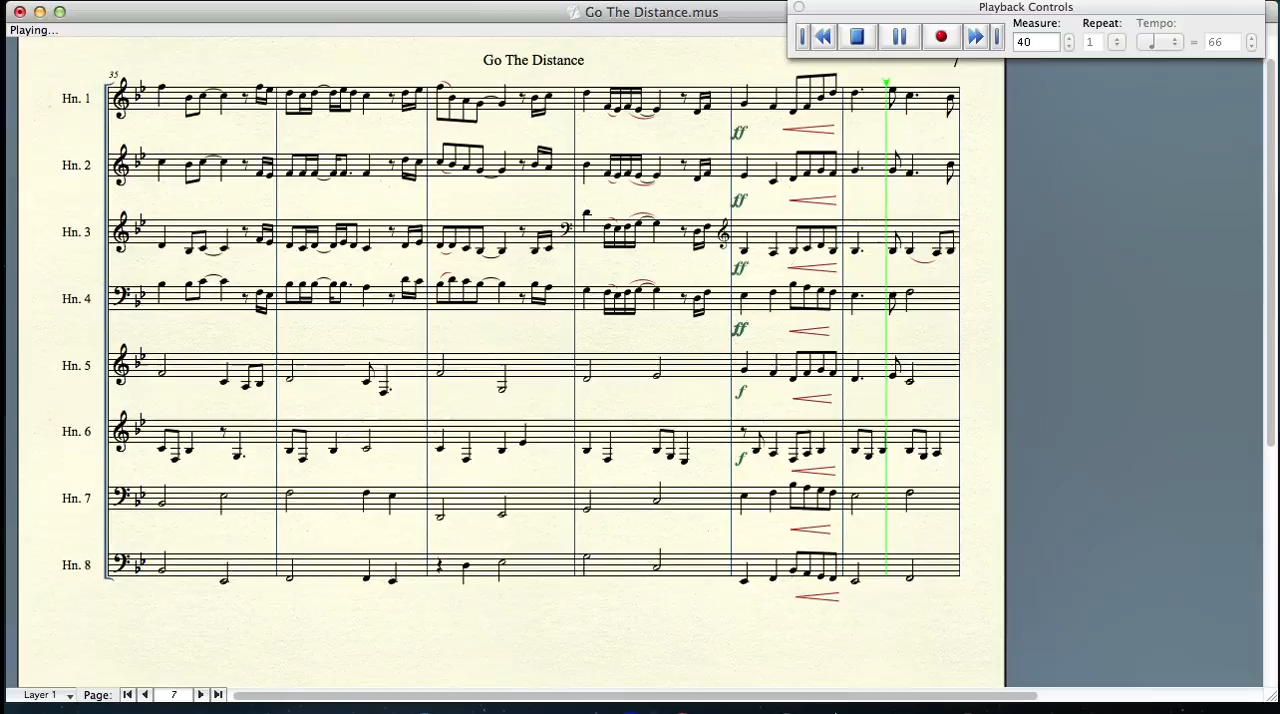 Go The Distance.mus
Playback Controls
Playing...
Measure:
Repeat:
Tempo:
40
1
= 66
Go The Distance
7
35
Hn. 1
ff
Hn. 2
ff
Hn. 3
ff
Hn. 4
ff
Hn. 5
f
Hn. 6
f
Hn. 7
Hn. 8
Layer 1
Page:
7